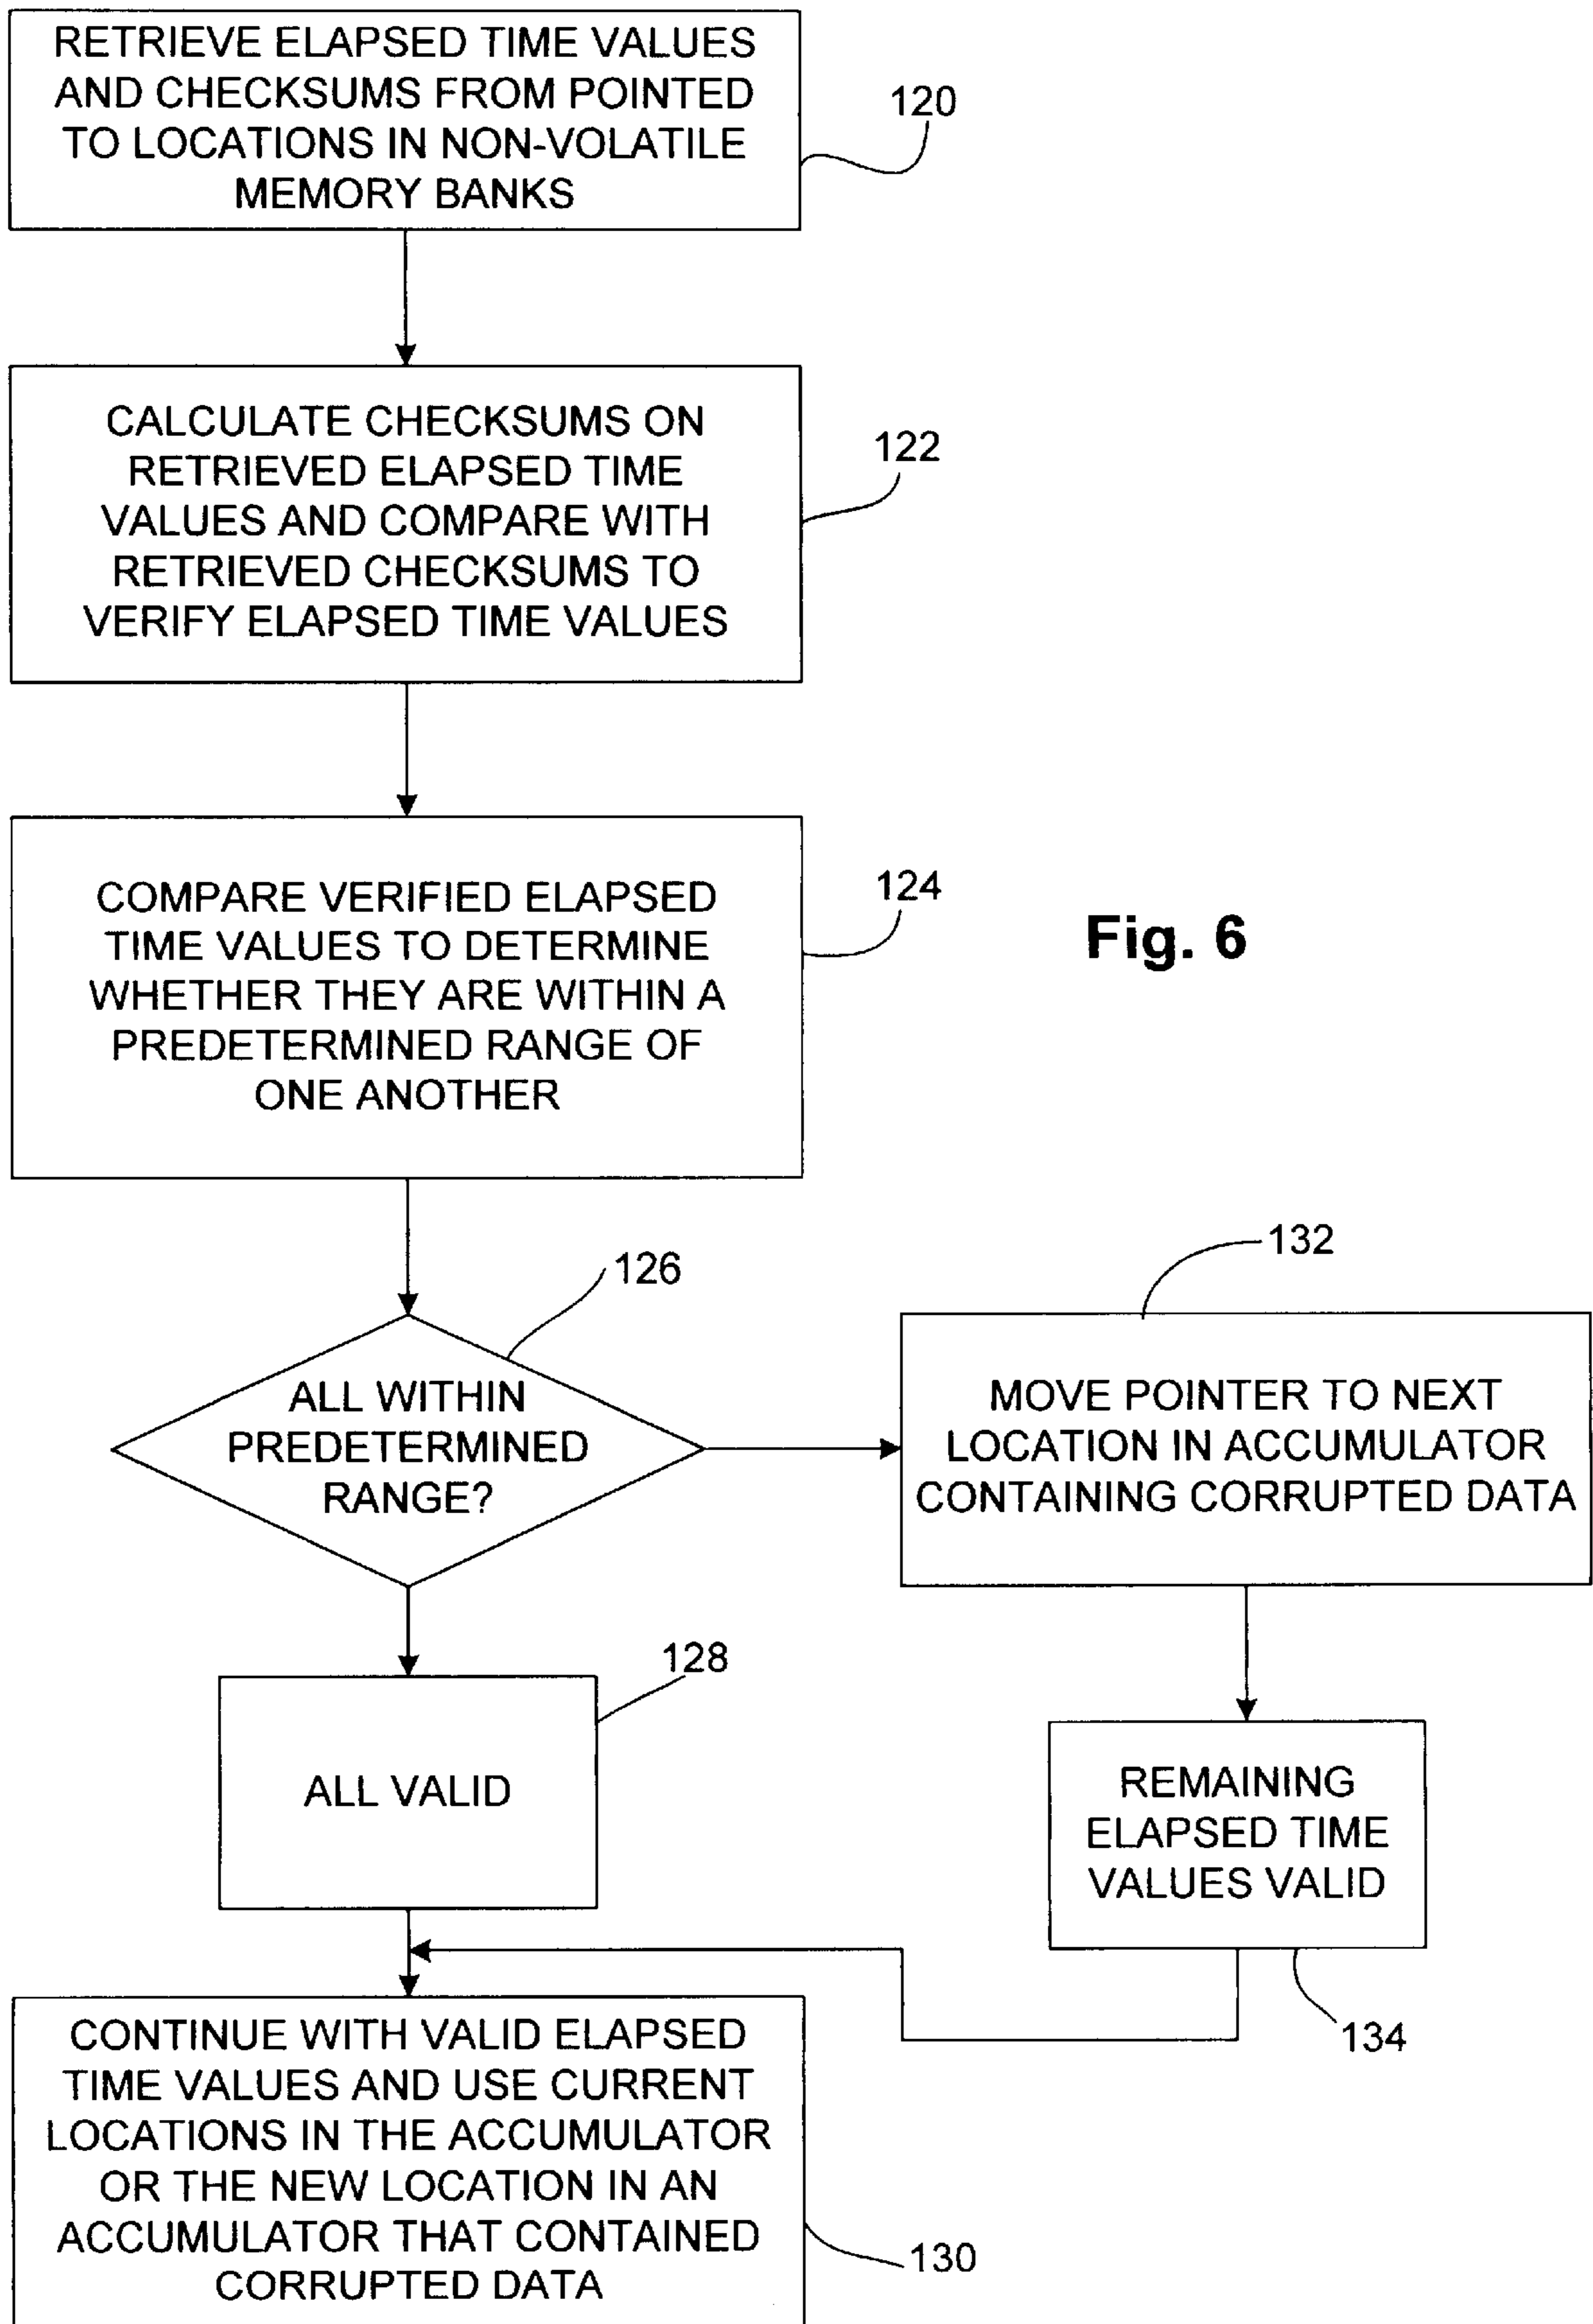 RETRIEVE ELAPSED TIME VALUES
AND CHECKSUMS FROM POINTED
TO LOCATIONS IN NON-VOLATILE
MEMORY BANKS
120
CALCULATE CHECKSUMS ON
RETRIEVED ELAPSED TIME
VALUES AND COMPARE WITH
RETRIEVED CHECKSUMS TO
VERIFY ELAPSED TIME VALUES
122
COMPARE VERIFIED ELAPSED
TIME VALUES TO DETERMINE
WHETHER THEY ARE WITHIN A
PREDETERMINED RANGE OF
ONE ANOTHER
124
Fig. 6
126
ALL WITHIN
PREDETERMINED
RANGE?
132
MOVE POINTER TO NEXT
LOCATION IN ACCUMULATOR
CONTAINING CORRUPTED DATA
128
ALL VALID
REMAINING
ELAPSED TIME
VALUES VALID
134
CONTINUE WITH VALID ELAPSED
TIME VALUES AND USE CURRENT
LOCATIONS IN THE ACCUMULATOR
OR THE NEW LOCATION IN AN
ACCUMULATOR THAT CONTAINED
CORRUPTED DATA
130